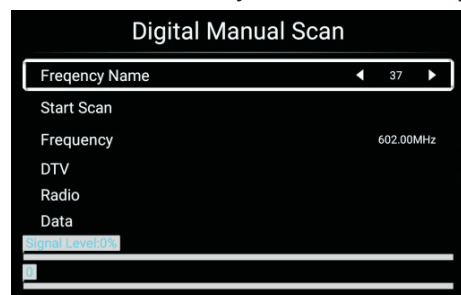 Digital Manual Scan
Freqency Name 37
Start Scan
Frequency 602.00MHz
DTV
Radio
Data
Signal Level:0%
0